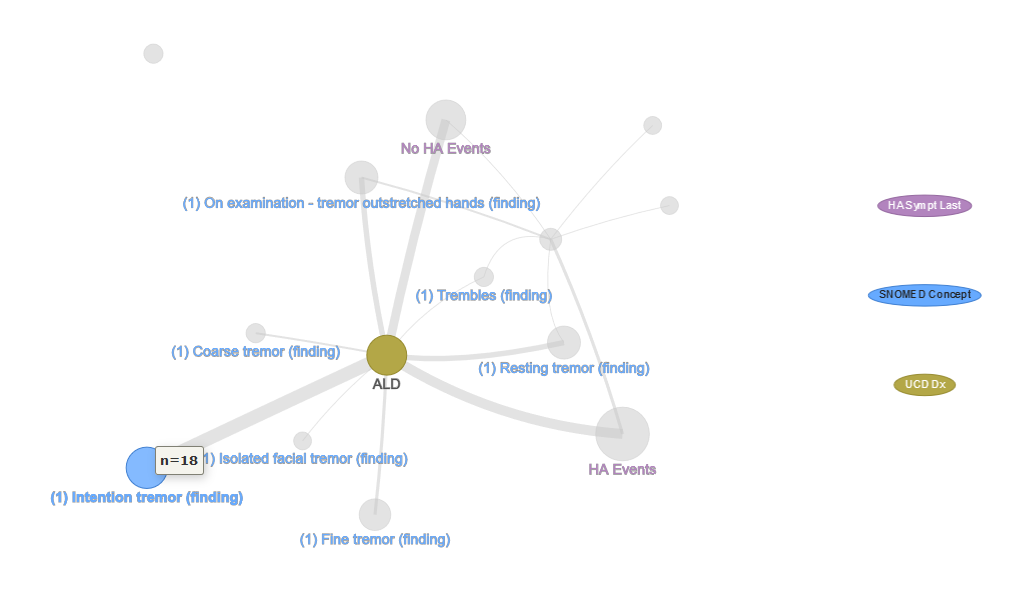 No HA Events
(1) On examination - tremor outstretched hands (finding)
HA Sympt Last
(1) Trembles (finding)
SNOMED Concept
(1) Coarse tremor (finding)
(1) Resting tremor (finding)
ALD
UCD Dx
n=18
1) Isolated facial tremor (finding)
HA Events
(1) Intention tremor (finding)
(1) Fine tremor (finding)